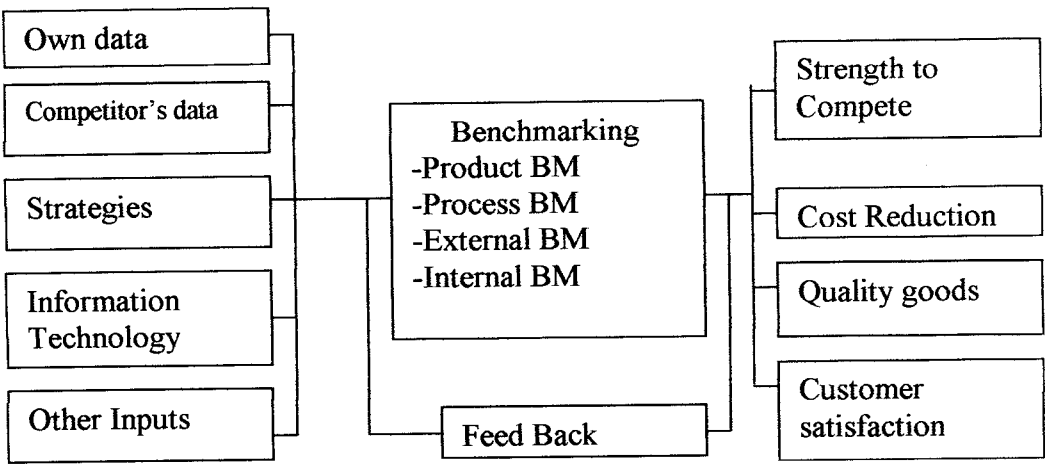 Own data
Competitor's data
Strategies
Information
Technology
Other Inputs
Benchmarking
-Product BM
-Process BM
-External BM
-Internal BM
Feed Back
Strength to
Compete
Cost Reduction
Quality goods
Customer
satisfaction